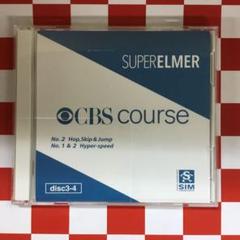 SUPERELMER
CBS course
No.2 Hop,Skip & Jump
No.1 & 2 Hyper-speed
disc3-4
SIM